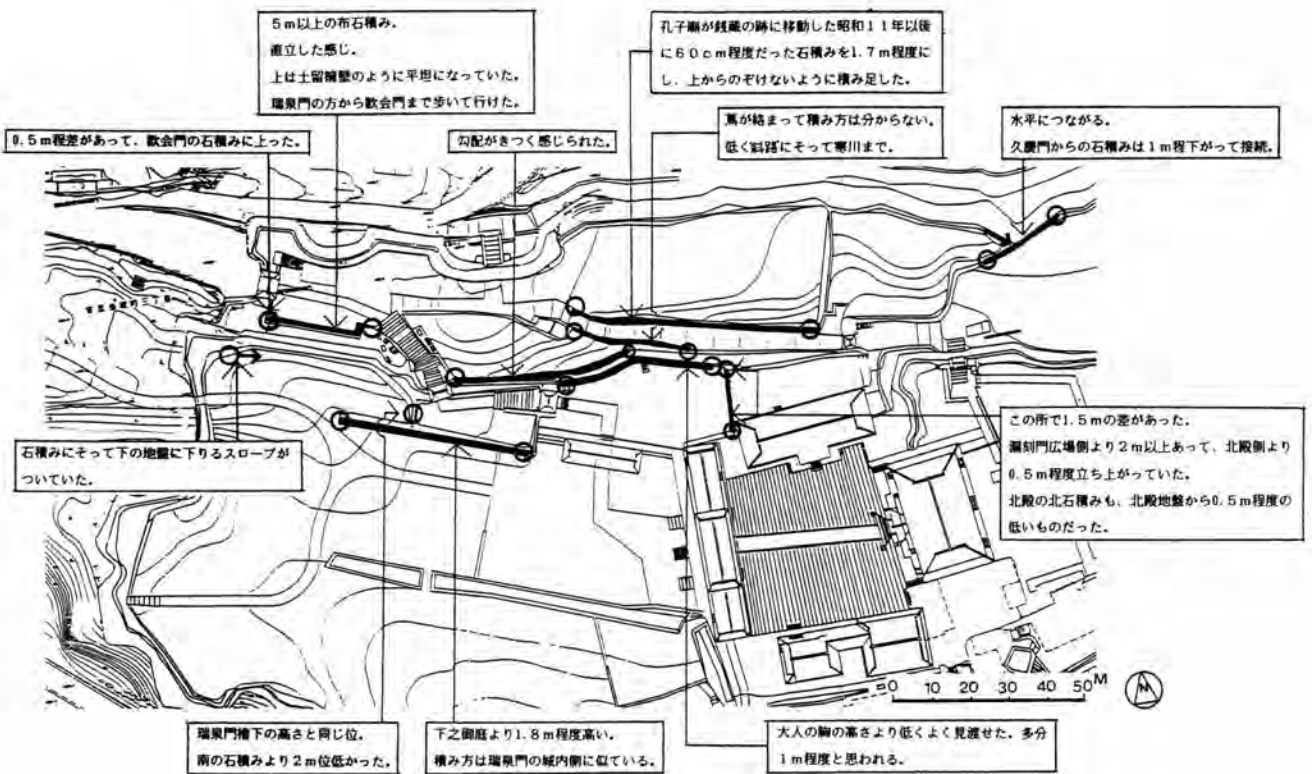 5m以上の布石積み。
直立した感じ。
上は土留擁壁のように平坦になっていた。
瑞泉門の方から歓会門まで歩いて行けた。
孔子廟が銭蔵の跡に移動した昭和11年以後
に60cm程度だった石積みを1.7m程度に
し、上からのぞけないように積み足した。
0.5m程差があって、歓会門の石積みに上った。
勾配がきつく感じられた。
蔦が絡まって積み方は分からない。
低く斜路にそって寒川まで。
水平につながる。
久慶門からの石積みは1m程下がって接続。
石積みにそって下の地盤に下りるスロープが
ついていた。
この所で1.5mの差があった。
漏刻門広場側より2m以上あって、北殿側より
0.5m程度立ち上がっていた。
北殿の北石積みも、北殿地盤から0.5m程度の
低いものだった。
0 10 20 30 40 50M
N
瑞泉門櫓下の高さと同じ位。
南の石積みより2m位低かった。
下之御庭より1.8m程度高い。
積み方は瑞泉門の城内側に似ている。
大人の胸の高さより低くよく見渡せた、多分
1m程度と思われる。